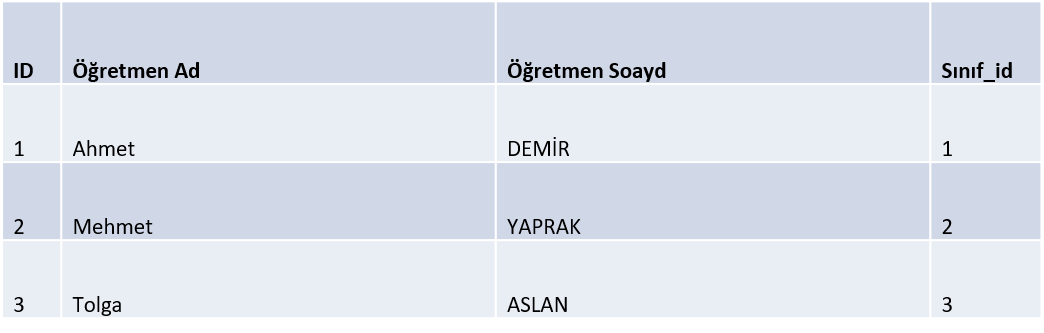 ID Öğretmen Ad Öğretmen Soayd Sınıf_id
1 Ahmet DEMİR 1
2 Mehmet YAPRAK 2
3 Tolga ASLAN 3